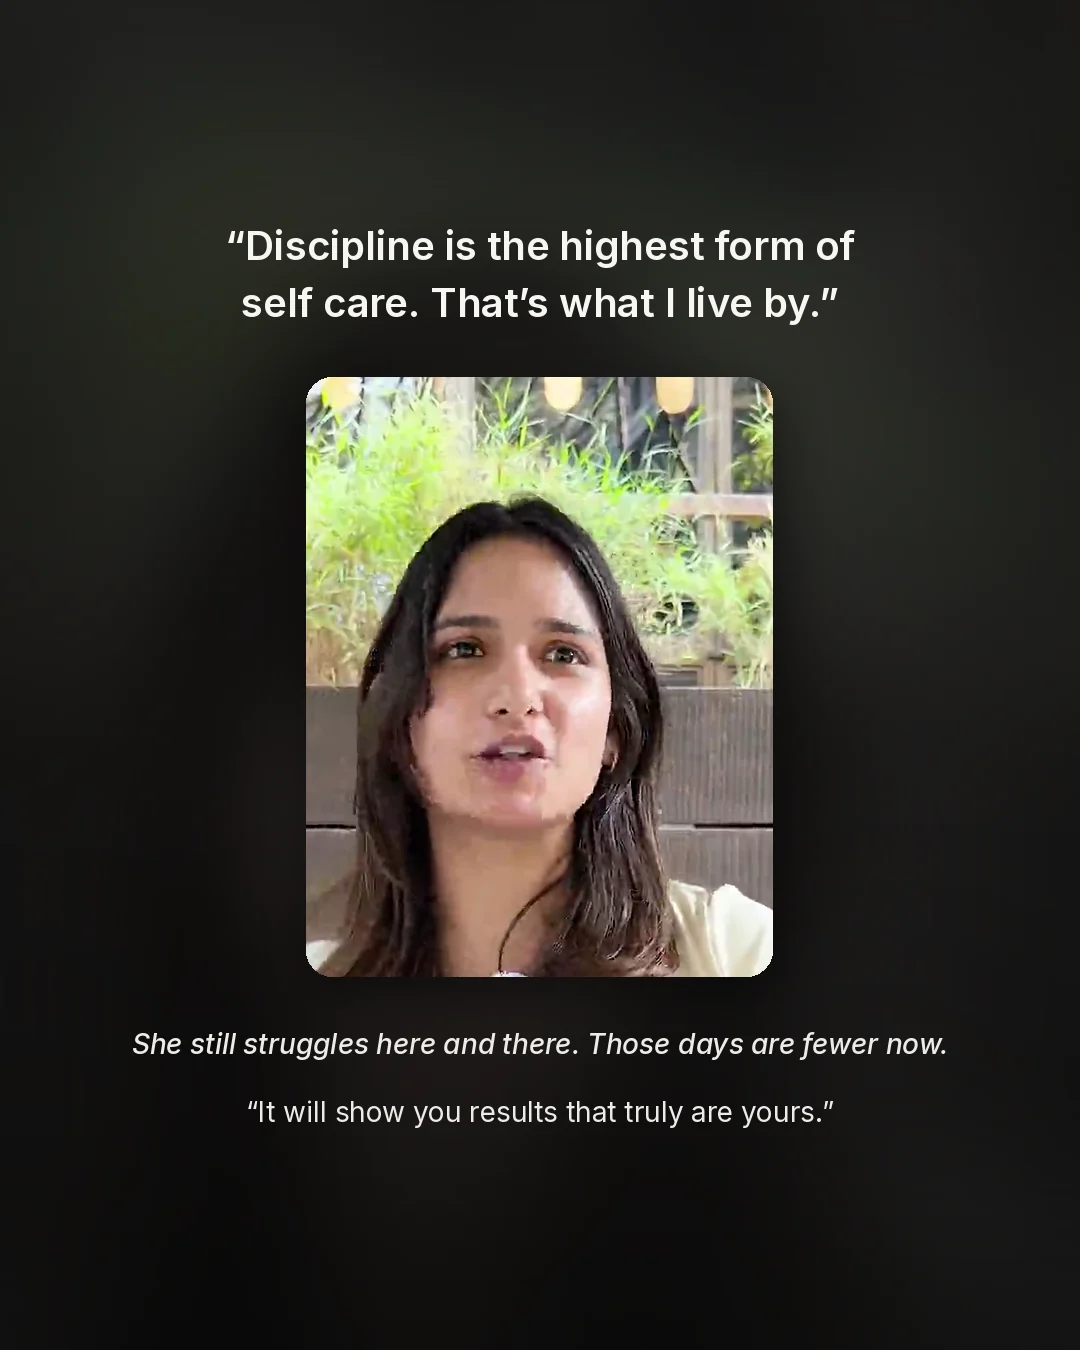 “Discipline is the highest form of
self care. That’s what I live by.”
She still struggles here and there. Those days are fewer now.
“It will show you results that truly are yours.”